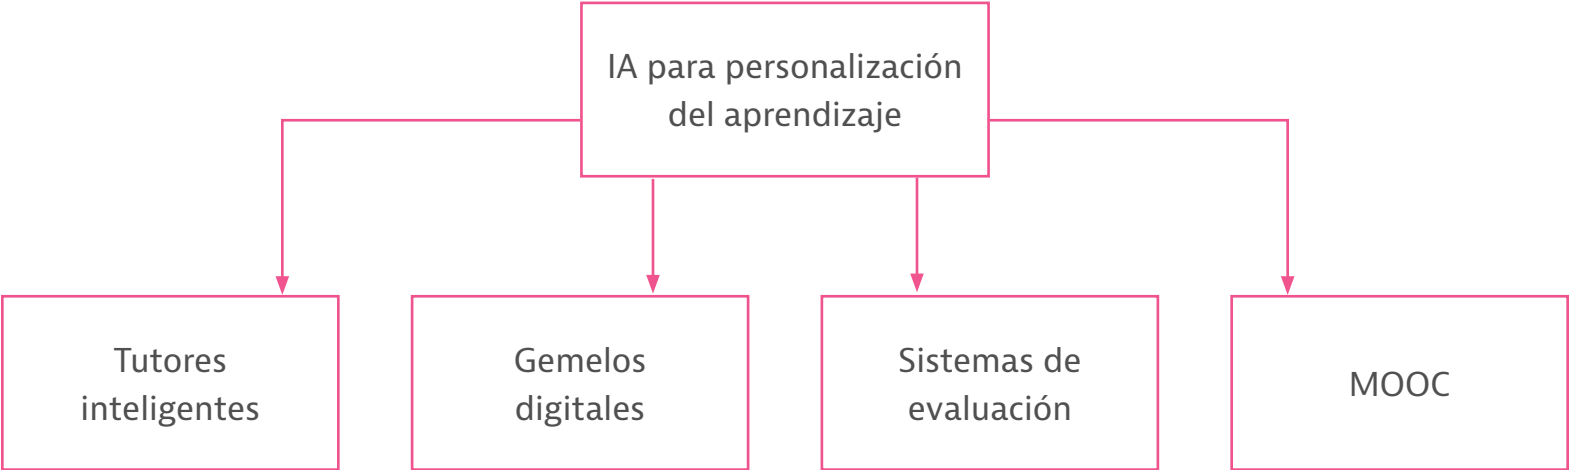 IA para personalización
del aprendizaje
Tutores
inteligentes
Gemelos
digitales
Sistemas de
evaluación
MOOC